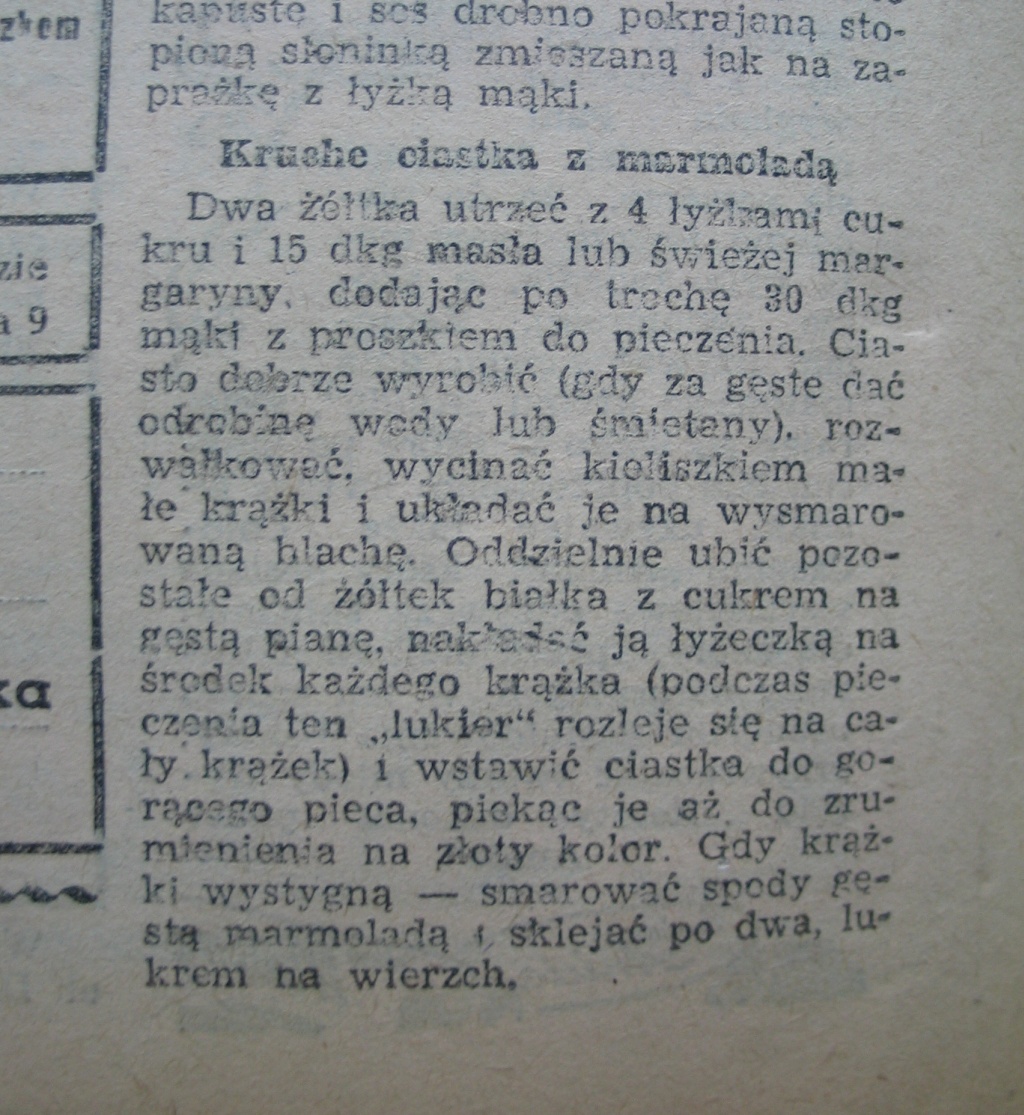 kapustę i sos drobno pokrajaną sto-
pioną słoninką zmieszaną jak na za-
prażkę z łyżką mąki.
Kruche ciastka z marmoladą
Dwa żółtka utrzeć z 4 łyżkami cu-
kru i 15 dkg masła lub świeżej mar-
garyny, dodając po trochę 30 dkg
mąki z proszkiem do pieczenia. Cia-
sto dobrze wyrobić (gdy za gęste dać
odrobinę wody lub śmietany), roz-
wałkować, wycinać kieliszkiem ma-
łe krążki i układać je na wysmaro-
waną blachę. Oddzielnie ubić pozo-
stałe od żółtek białka z cukrem na
gęstą pianę, nakładać ją łyżeczką na
środek każdego krążka (podczas pie-
czenia ten „lukier“ rozleje się na ca-
ły krążek) i wstawić ciastka do go-
rącego pieca, piekąc je aż do zru-
mienienia na złoty kolor. Gdy krąż-
ki wystygną — smarować spody gę-
stą marmoladą i sklejać po dwa, lu-
krem na wierzch.
zie
a 9
ka